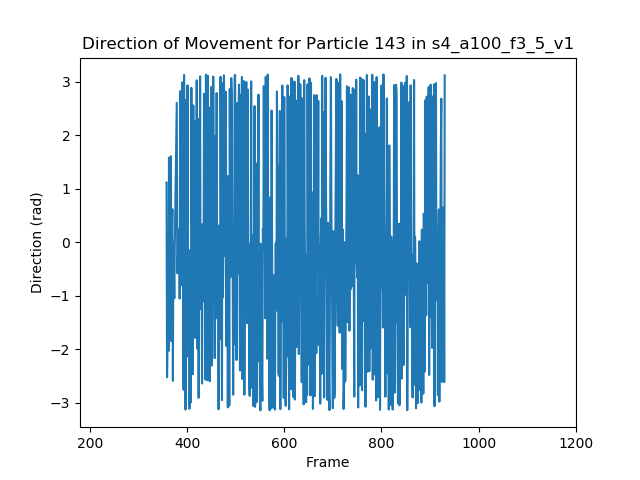 Direction of Movement for Particle 143 in s4_a100_f3_5_v1
3
2
1
0
−1
−2
−3
Direction (rad)
200 400 600 800 1000 1200
Frame